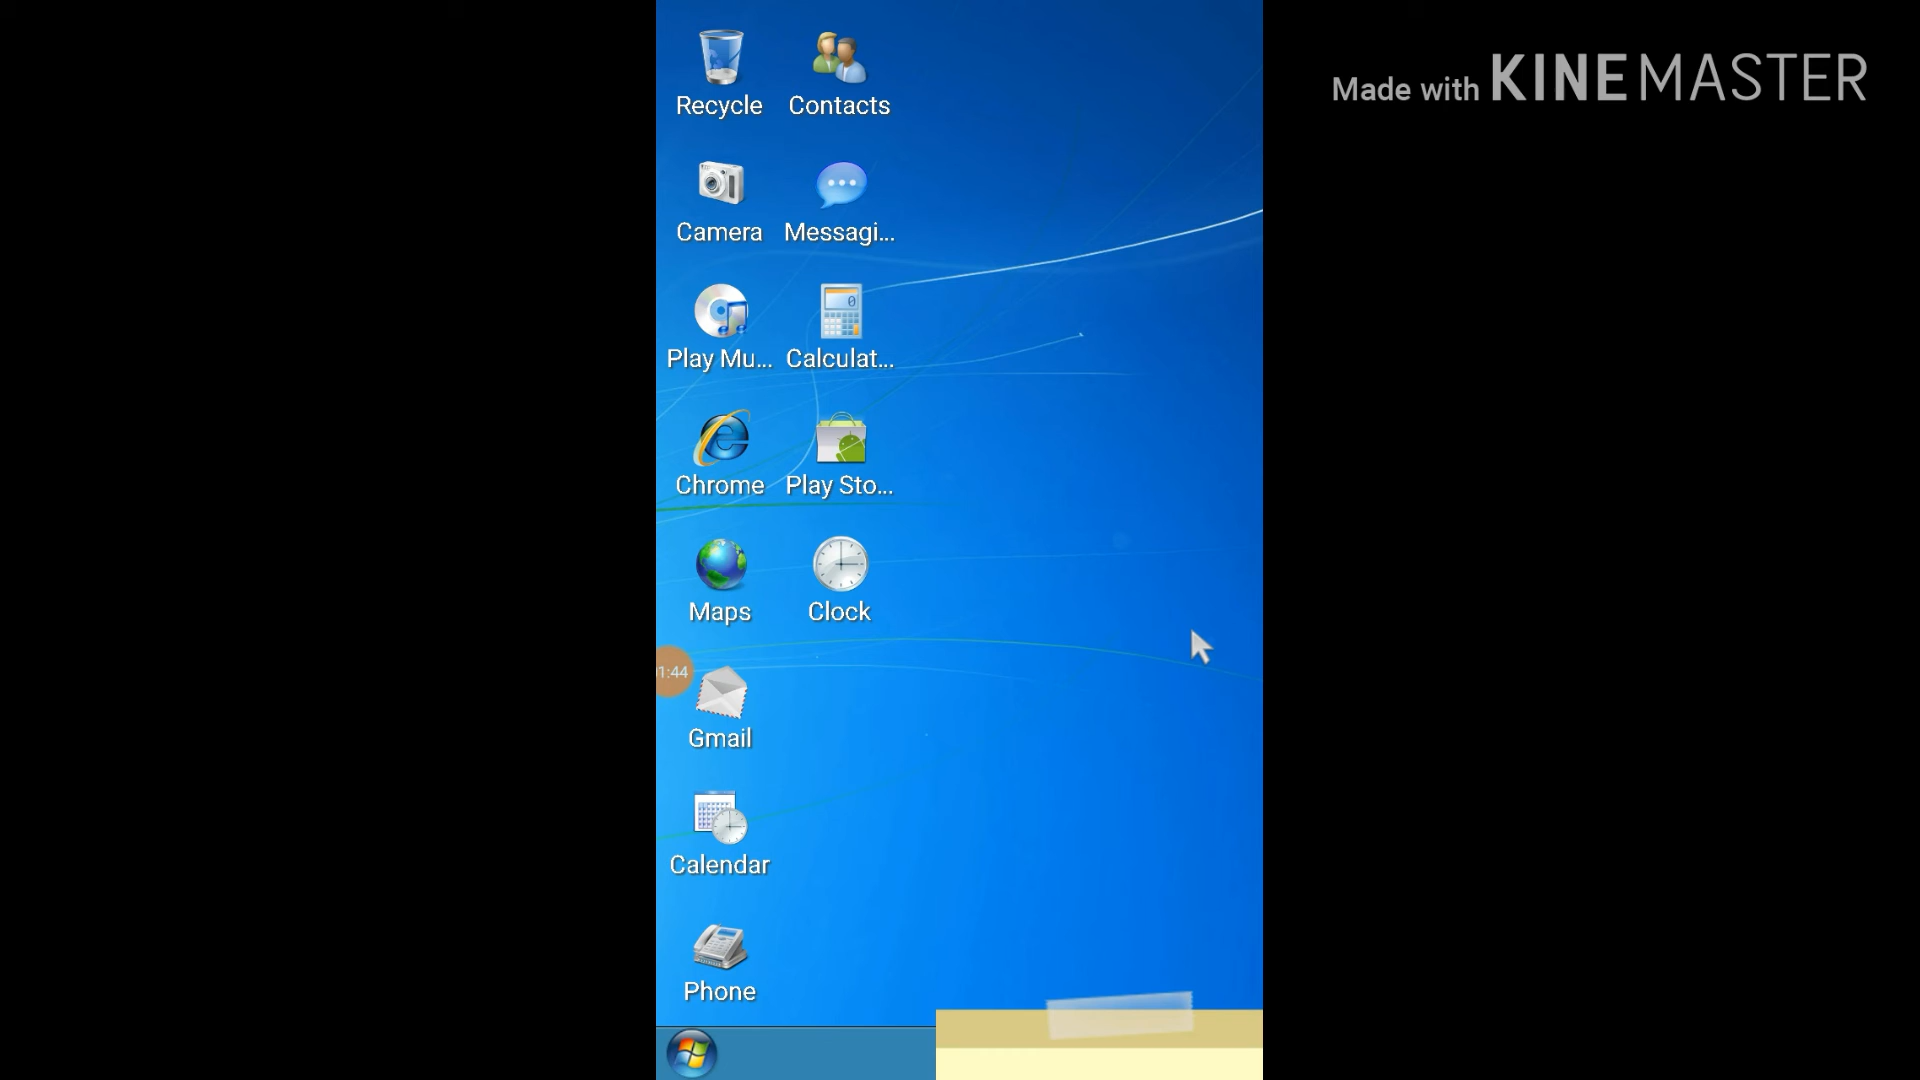 Made with KINEMASTER
Recycle Contacts
Camera Messagi...
0
Play Mu... Calculat...
Chrome Play Sto...
Maps Clock
1:44
Gmail
Calendar
Phone